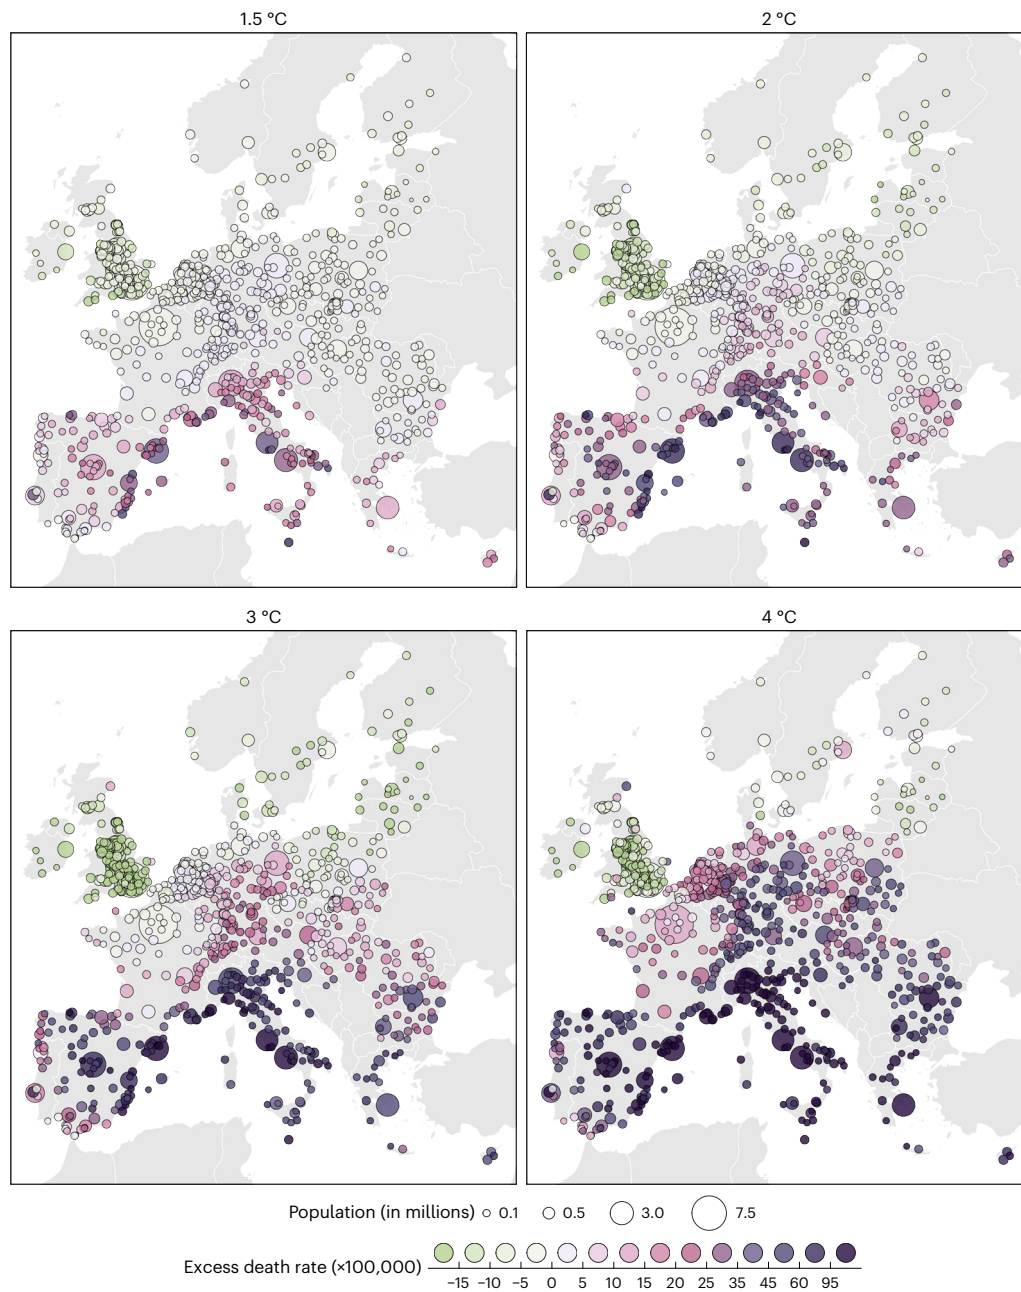 1.5 °C
2 °C
3 °C
4 °C
Population (in millions) 0.1 0.5 3.0 7.5
Excess death rate (×100,000)
−15 −10 −5 0 5 10 15 20 25 35 45 60 95